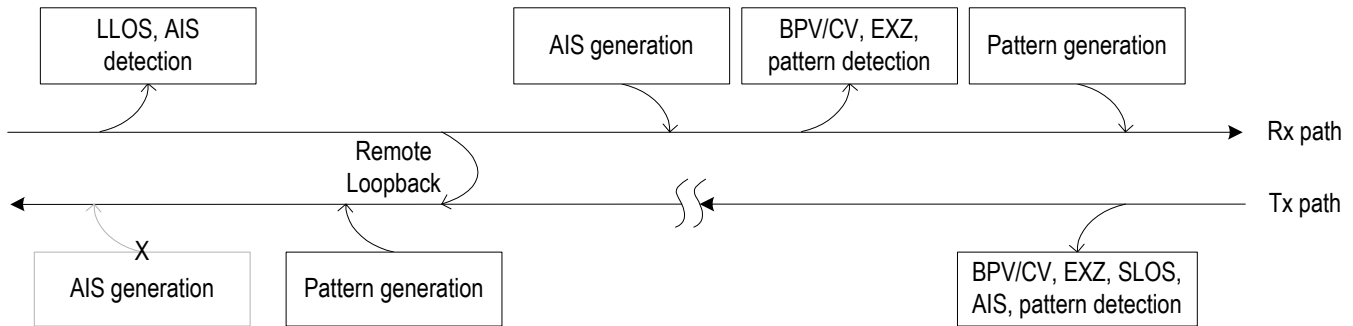 LLOS, AIS
detection
AIS generation
BPV/CV, EXZ,
pattern detection
Pattern generation
Rx path
Remote
Loopback
Tx path
X
AIS generation
Pattern generation
BPV/CV, EXZ, SLOS,
AIS, pattern detection